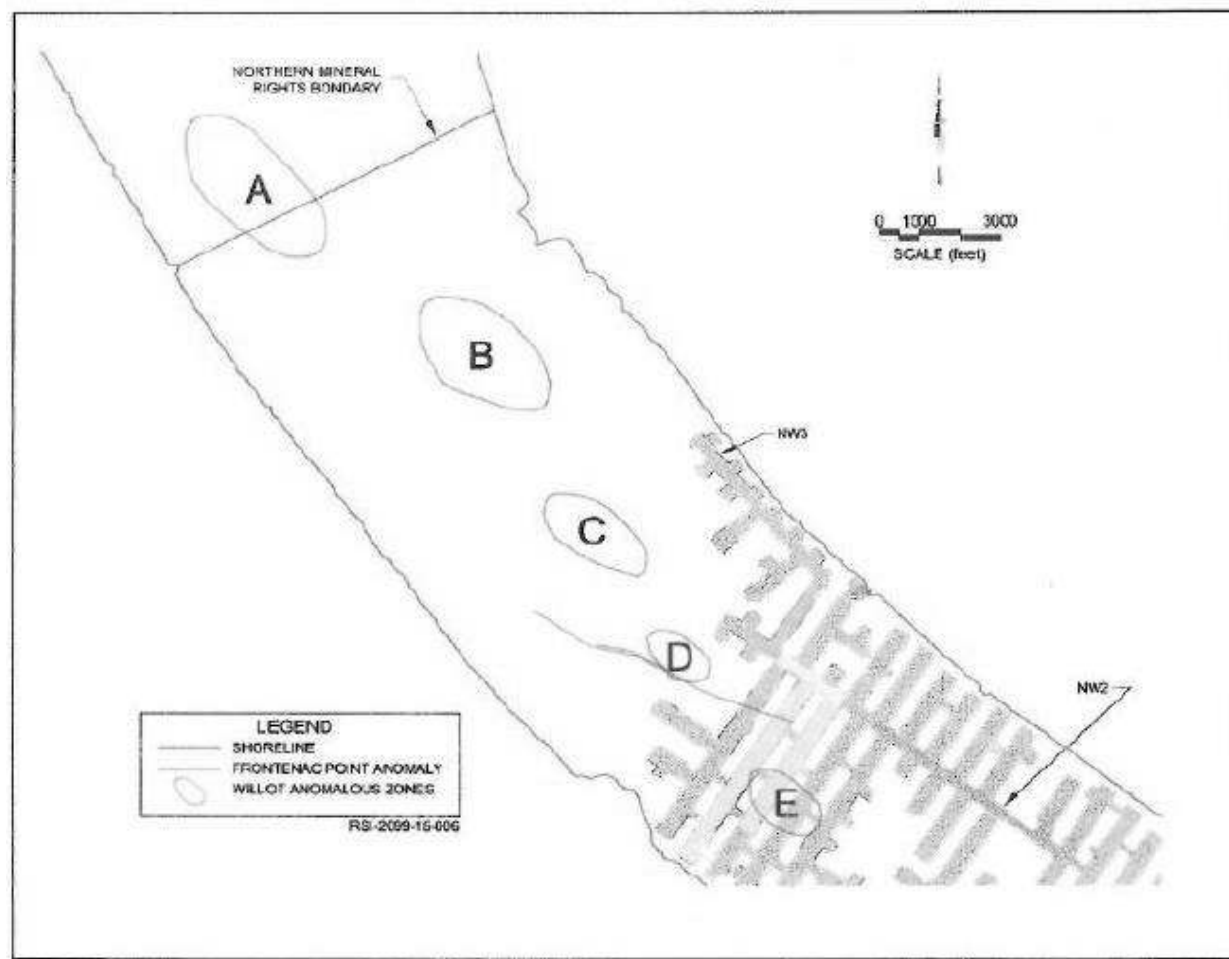 NORTHERN MINERAL
RIGHTS BONDARY
A
0 1000 3000
SCALE (feet)
B
NW3
C
D
NW2
LEGEND
SHORELINE
FRONTENAC POINT ANOMALY
WILLOT ANOMALOUS ZONES
E
RSI-2099-15-006